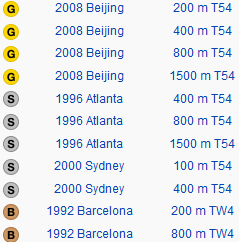 G 2008 Beijing 200 m T54
G 2008 Beijing 400 m T54
G 2008 Beijing 800 m T54
G 2008 Beijing 1500 m T54
S 1996 Atlanta 400 m T54
S 1996 Atlanta 800 m T54
S 1996 Atlanta 1500 m T54
S 2000 Sydney 100 m T54
S 2000 Sydney 400 m T54
B 1992 Barcelona 200 m TW4
B 1992 Barcelona 800 m TW4